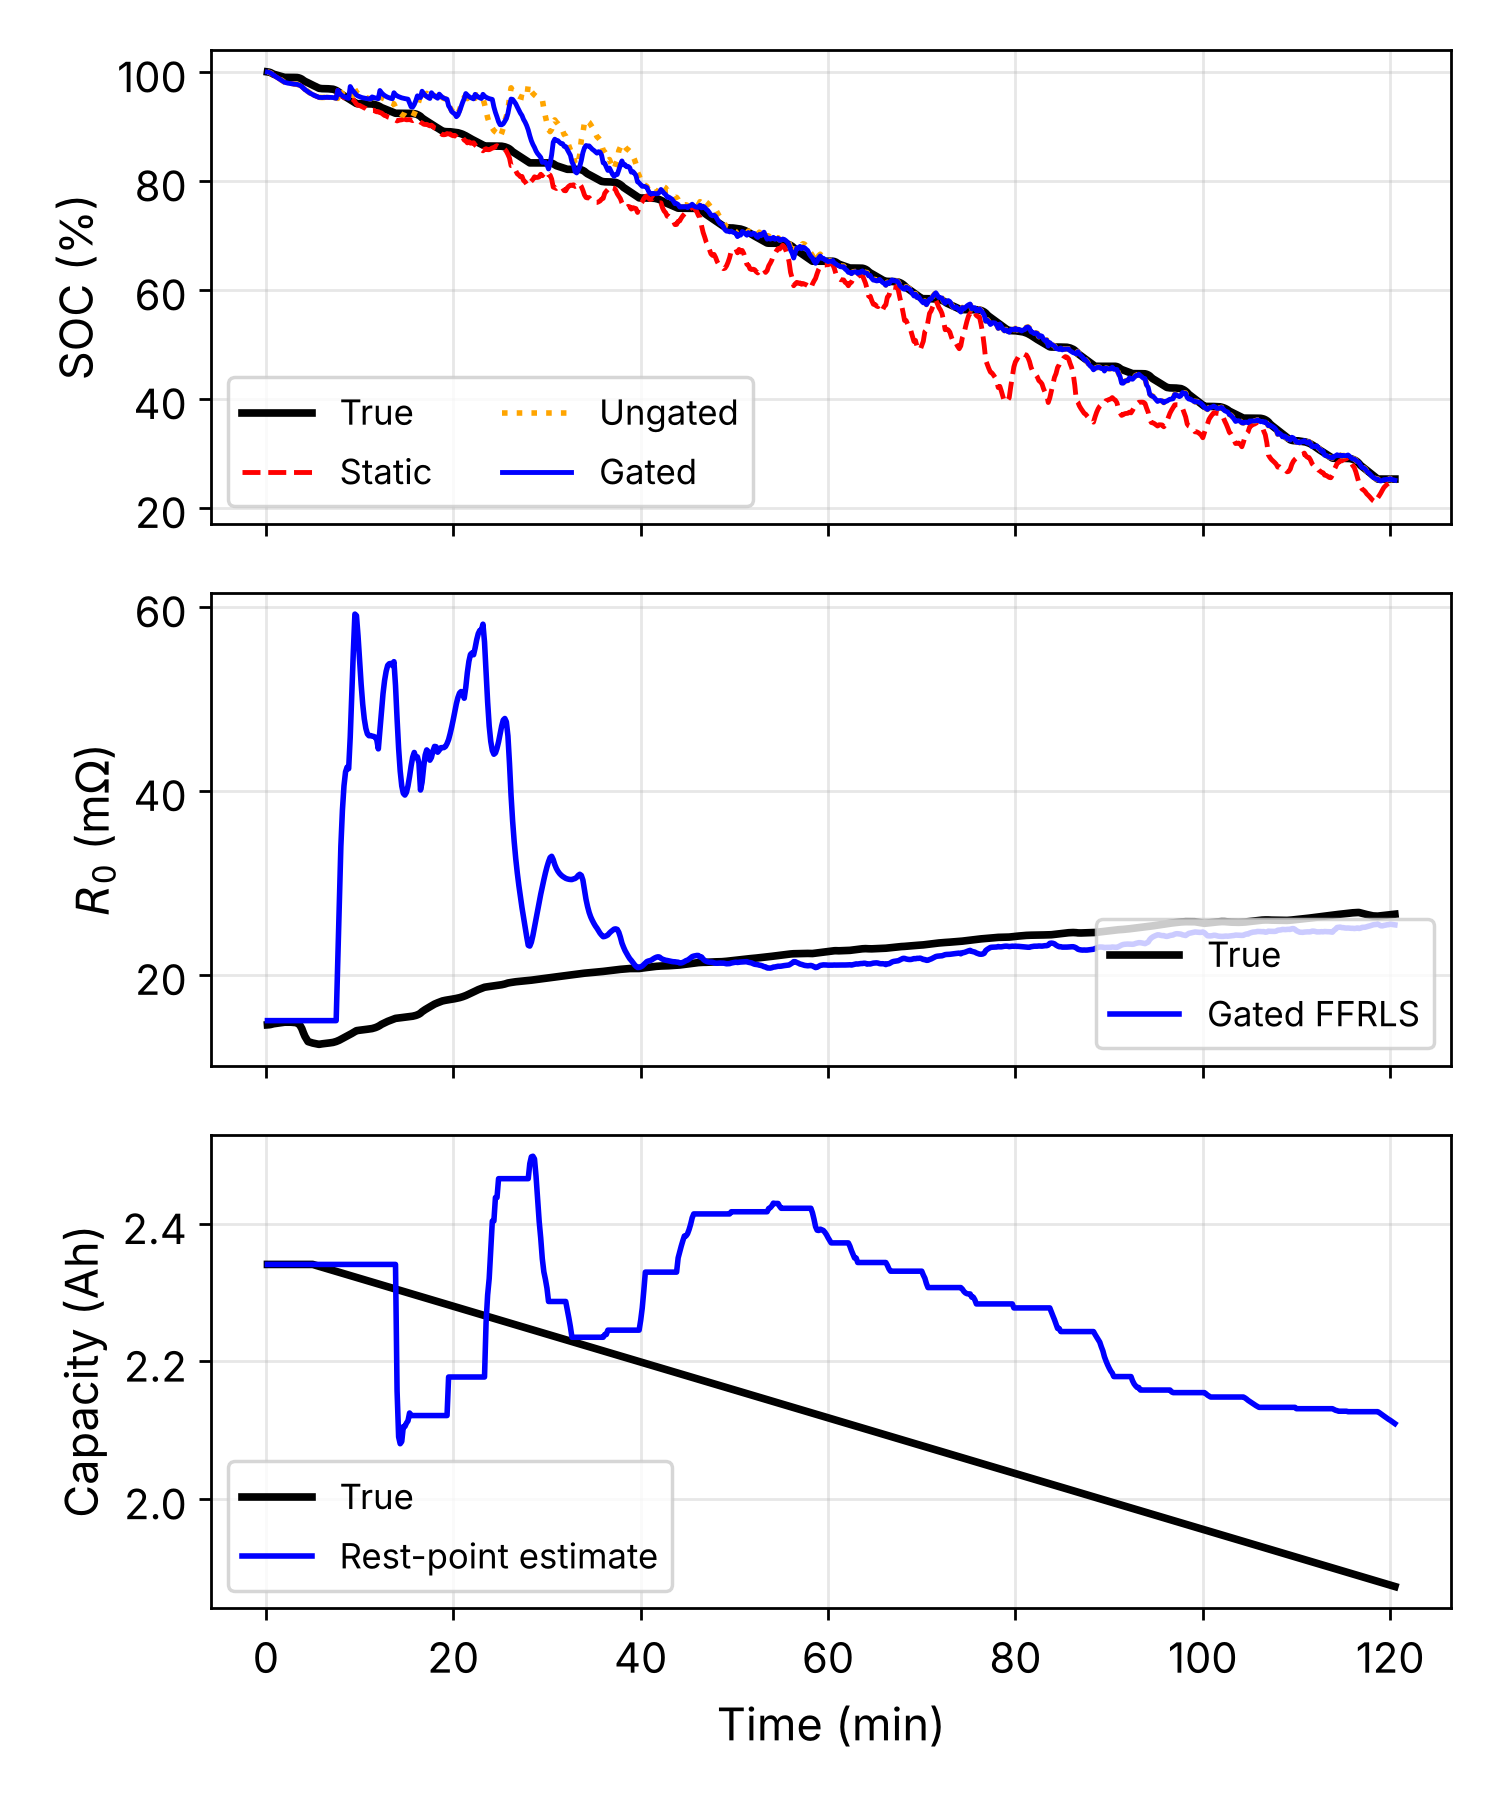 100
80
60
40
20
SOC (%)
True
Ungated
Static
Gated
60
40
20
R0 (mΩ)
True
Gated FFRLS
2.4
2.2
2.0
Capacity (Ah)
True
Rest-point estimate
0 20 40 60 80 100 120
Time (min)